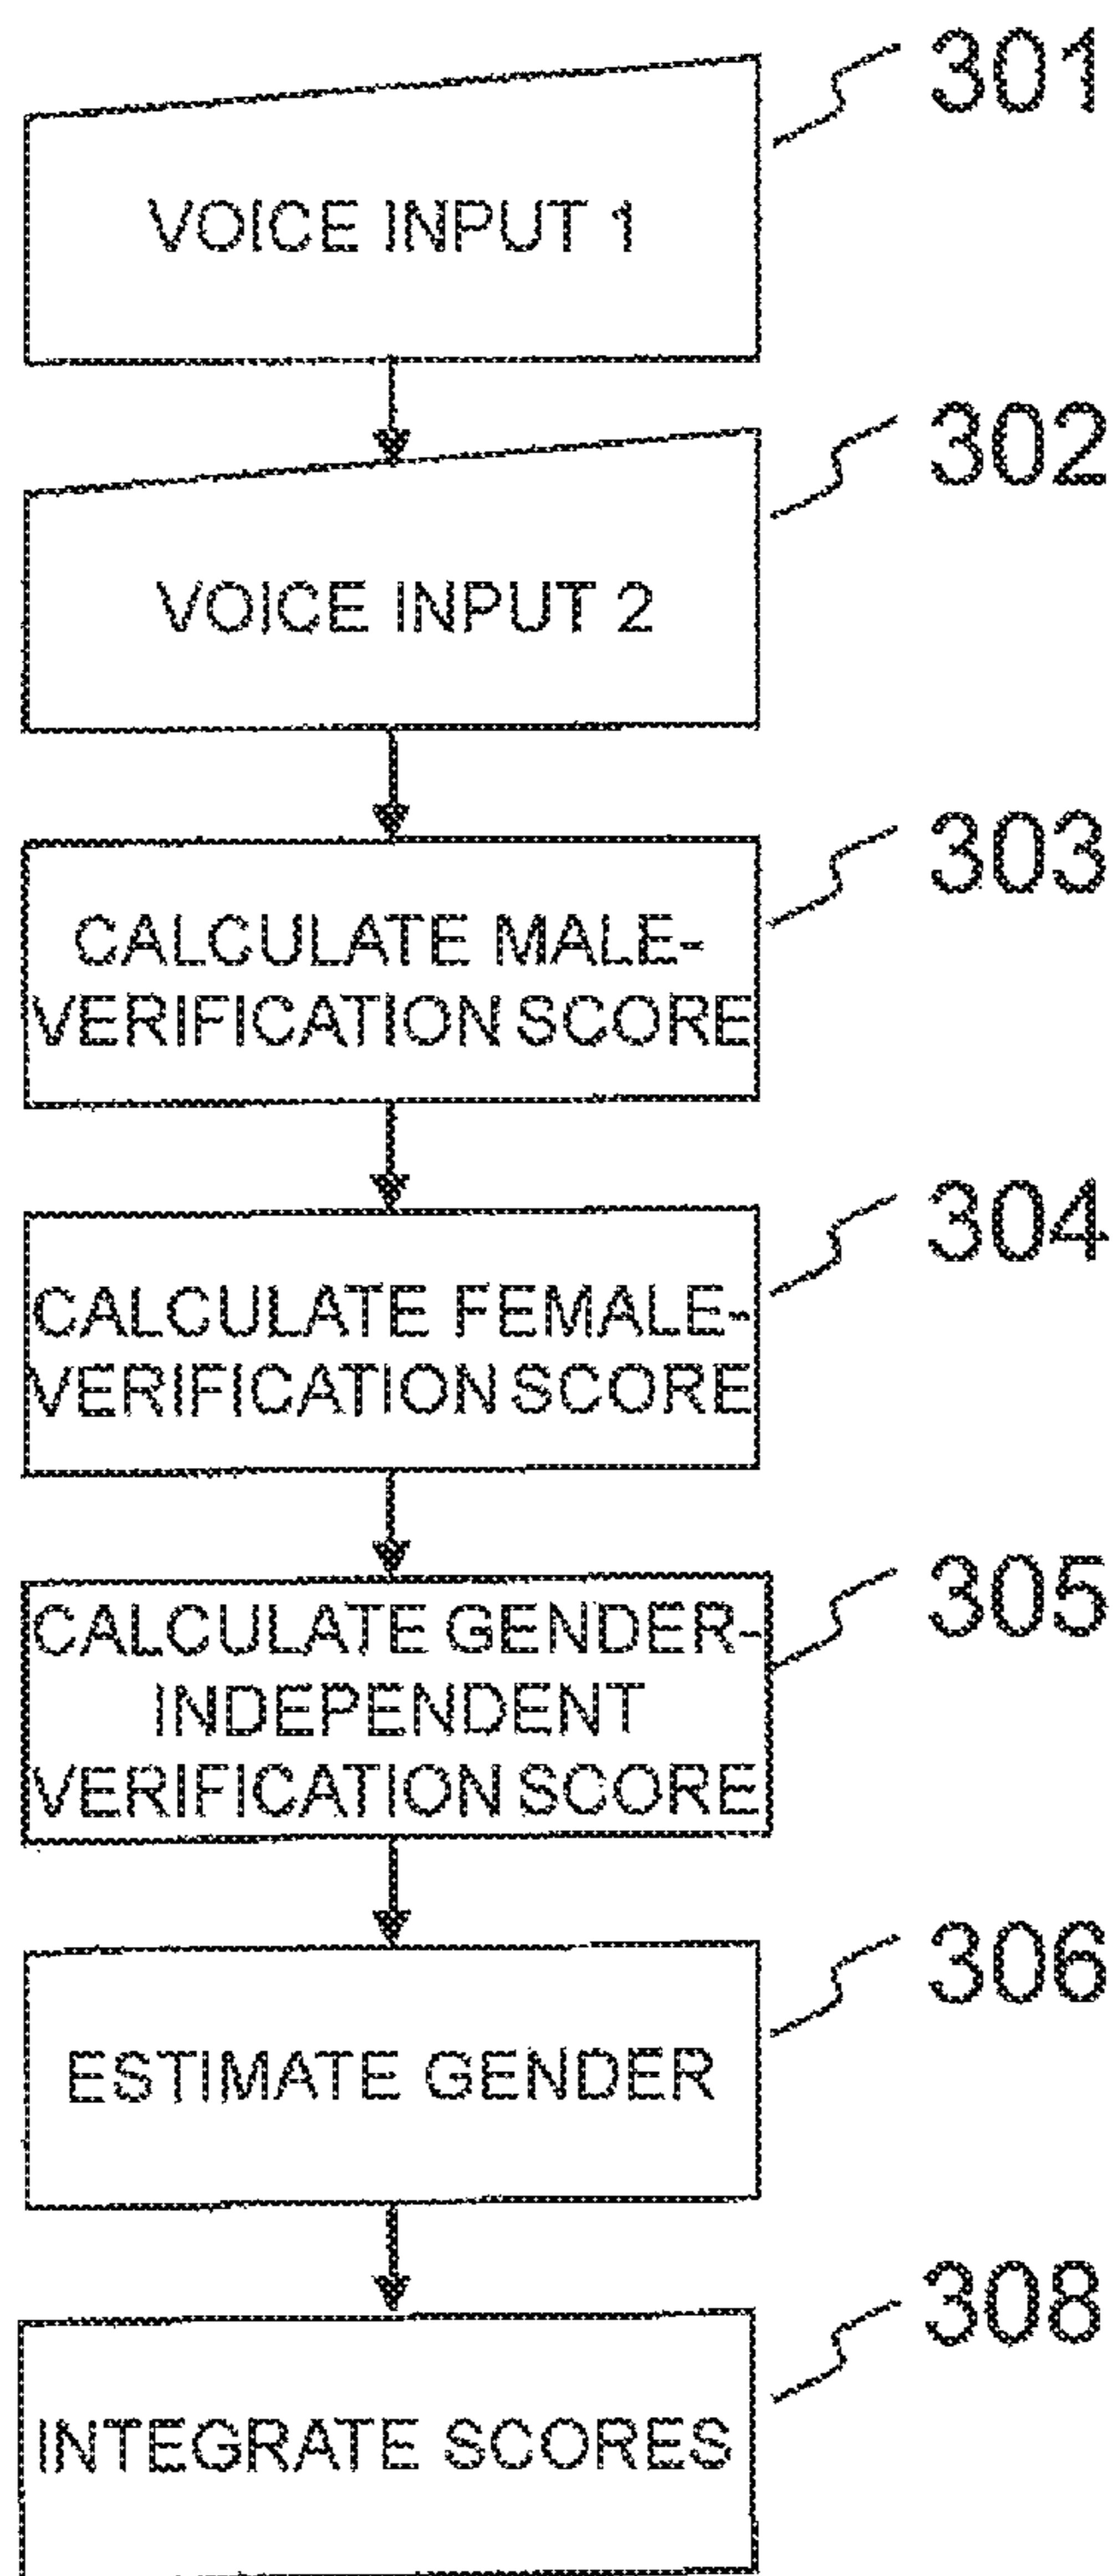 301
VOICE INPUT 1
302
VOICE INPUT 2
303
CALCULATE MALE-
VERIFICATION SCORE
304
CALCULATE FEMALE-
VERIFICATION SCORE
305
CALCULATE GENDER-
INDEPENDENT
VERIFICATION SCORE
306
ESTIMATE GENDER
308
INTEGRATE SCORES